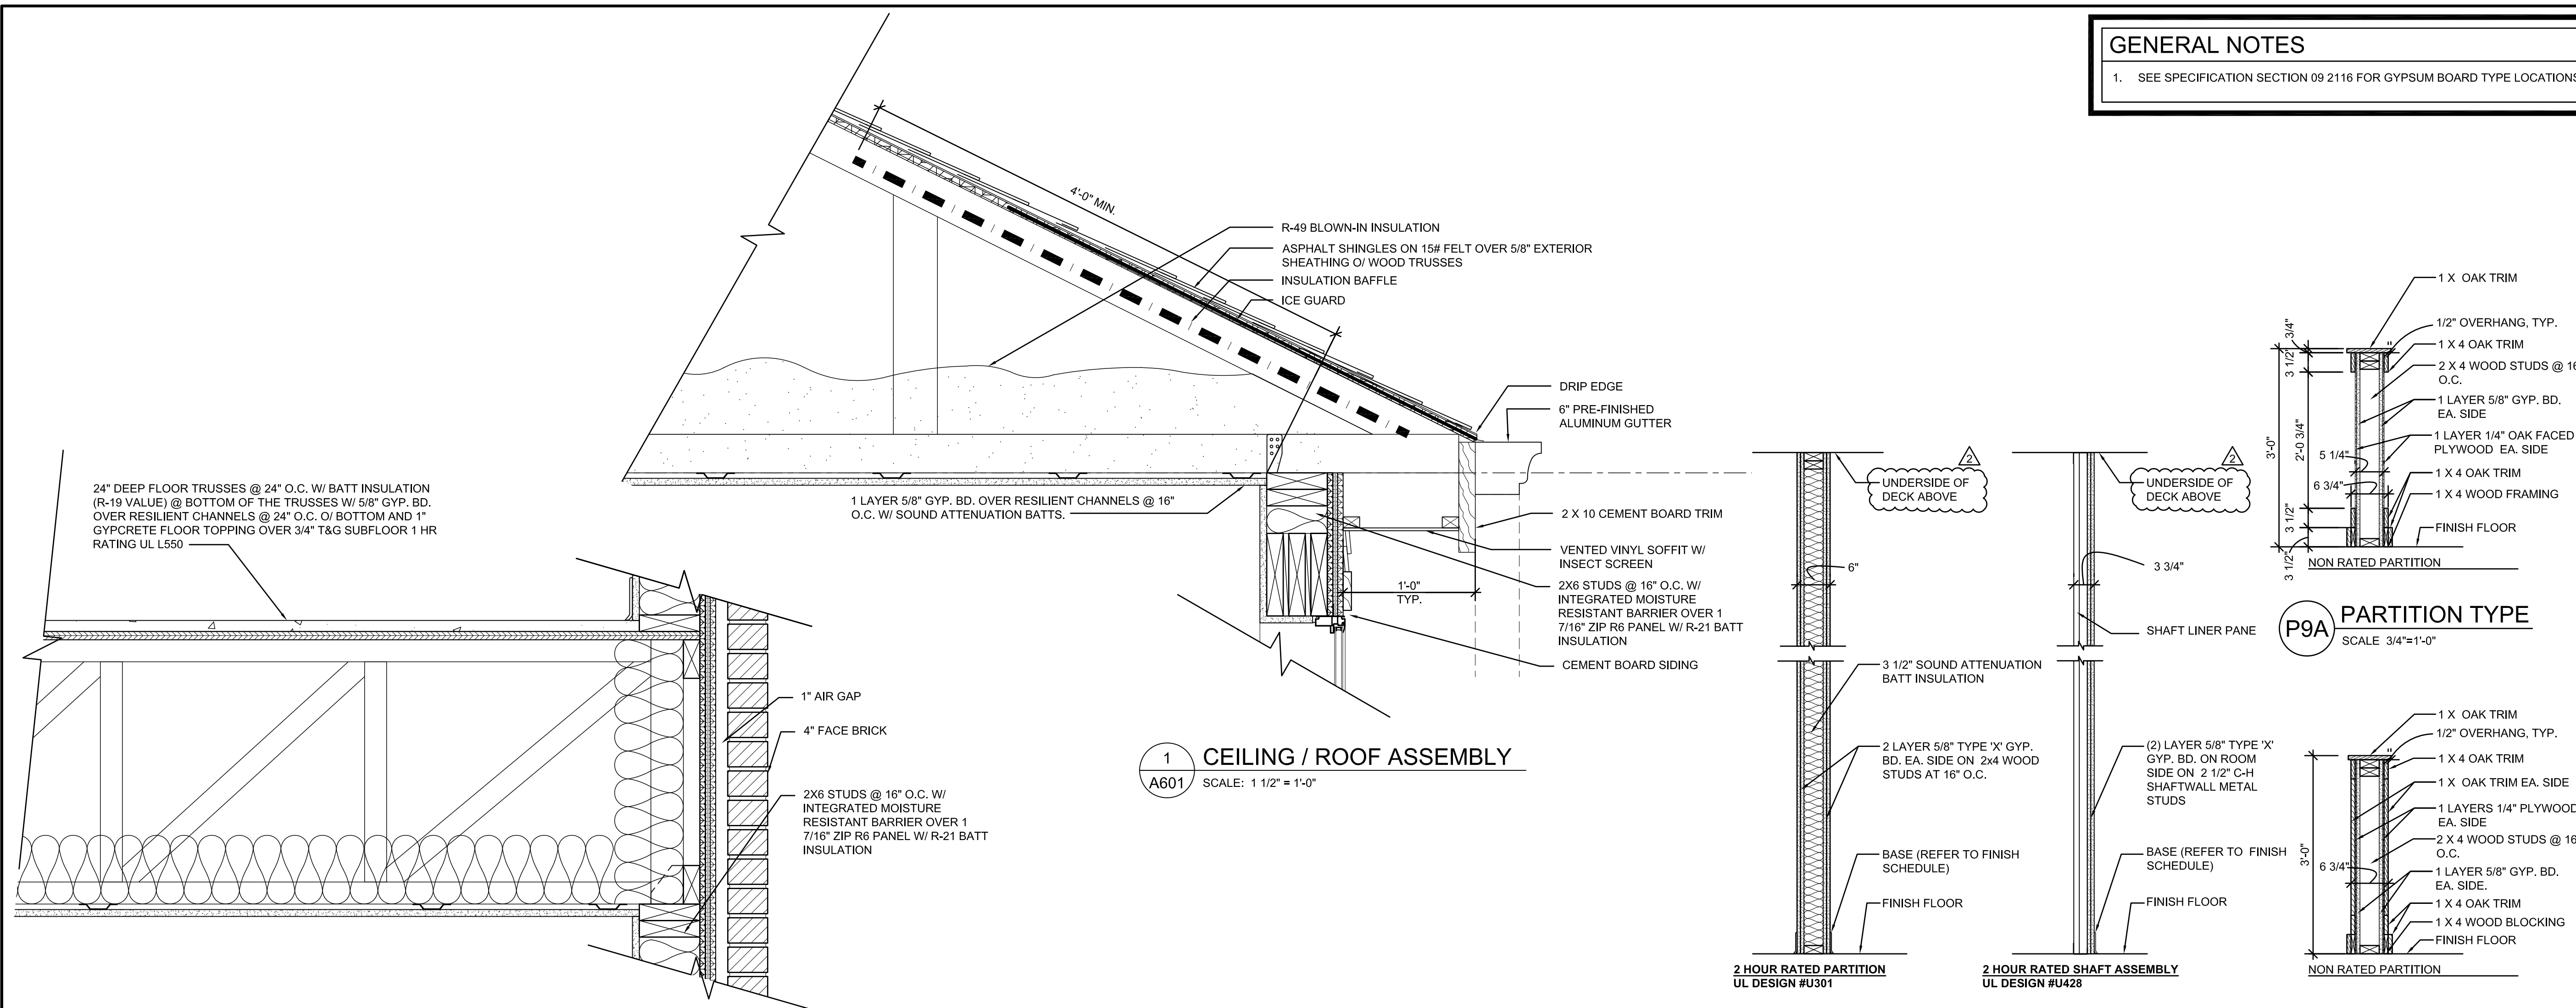 GENERAL NOTES
1. SEE SPECIFICATION SECTION 09 2116 FOR GYPSUM BOARD TYPE LOCATIONS
4'-0" MIN.
R-49 BLOWN-IN INSULATION
ASPHALT SHINGLES ON 15# FELT OVER 5/8" EXTERIOR
SHEATHING O/ WOOD TRUSSES
INSULATION BAFFLE
ICE GUARD
DRIP EDGE
6" PRE-FINISHED
ALUMINUM GUTTER
1 LAYER 5/8" GYP. BD. OVER RESILIENT CHANNELS @ 16"
O.C. W/ SOUND ATTENUATION BATTS.
2 X 10 CEMENT BOARD TRIM
VENTED VINYL SOFFIT W/
INSECT SCREEN
2X6 STUDS @ 16" O.C. W/
INTEGRATED MOISTURE
RESISTANT BARRIER OVER 1
7/16" ZIP R6 PANEL W/ R-21 BATT
INSULATION
CEMENT BOARD SIDING
1'-0"
TYP.
1
A601
CEILING / ROOF ASSEMBLY
SCALE: 1 1/2" = 1'-0"
24" DEEP FLOOR TRUSSES @ 24" O.C. W/ BATT INSULATION
(R-19 VALUE) @ BOTTOM OF THE TRUSSES W/ 5/8" GYP. BD.
OVER RESILIENT CHANNELS @ 24" O.C. O/ BOTTOM AND 1"
GYPCRETE FLOOR TOPPING OVER 3/4" T&G SUBFLOOR 1 HR
RATING UL L550
1" AIR GAP
4" FACE BRICK
2X6 STUDS @ 16" O.C. W/
INTEGRATED MOISTURE
RESISTANT BARRIER OVER 1
7/16" ZIP R6 PANEL W/ R-21 BATT
INSULATION
2
UNDERSIDE OF
DECK ABOVE
6"
3 1/2" SOUND ATTENUATION
BATT INSULATION
2 LAYER 5/8" TYPE 'X' GYP.
BD. EA. SIDE ON 2x4 WOOD
STUDS AT 16" O.C.
BASE (REFER TO FINISH
SCHEDULE)
FINISH FLOOR
2 HOUR RATED PARTITION
UL DESIGN #U301
2
UNDERSIDE OF
DECK ABOVE
3 3/4"
SHAFT LINER PANE
(2) LAYER 5/8" TYPE 'X'
GYP. BD. ON ROOM
SIDE ON 2 1/2" C-H
SHAFTWALL METAL
STUDS
BASE (REFER TO FINISH
SCHEDULE)
FINISH FLOOR
2 HOUR RATED SHAFT ASSEMBLY
UL DESIGN #U428
1 X OAK TRIM
1/2" OVERHANG, TYP.
1 X 4 OAK TRIM
2 X 4 WOOD STUDS @ 16
O.C.
1 LAYER 5/8" GYP. BD.
EA. SIDE
1 LAYER 1/4" OAK FACED
PLYWOOD EA. SIDE
1 X 4 OAK TRIM
1 X 4 WOOD FRAMING
FINISH FLOOR
3/4"
3 1/2"
3'-0"
2'-0 3/4"
5 1/4"
6 3/4"
3 1/2"
3 1/2"
NON RATED PARTITION
P9A
PARTITION TYPE
SCALE 3/4"=1'-0"
1 X OAK TRIM
1/2" OVERHANG, TYP.
1 X 4 OAK TRIM
1 X OAK TRIM EA. SIDE
1 LAYERS 1/4" PLYWOOD
EA. SIDE
2 X 4 WOOD STUDS @ 16
O.C.
1 LAYER 5/8" GYP. BD.
EA. SIDE.
1 X 4 OAK TRIM
1 X 4 WOOD BLOCKING
FINISH FLOOR
3'-0"
6 3/4"
NON RATED PARTITION